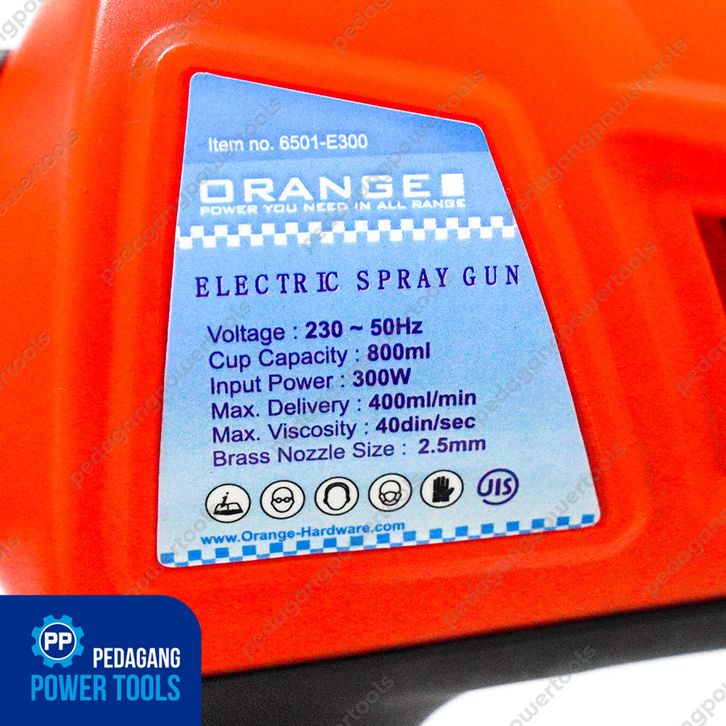 Item no. 6501-E300
ORANGE
POWER YOU NEED IN ALL RANGE
ELECTRIC SPRAY GUN
Voltage : 230 ~ 50Hz
Cup Capacity : 800ml
Input Power : 300W
Max. Delivery : 400ml/min
Max. Viscosity : 40din/sec
Brass Nozzle Size : 2.5mm
JIS
www.Orange-Hardware.com
PP
PEDAGANG
POWER TOOLS
pedagangpowertools